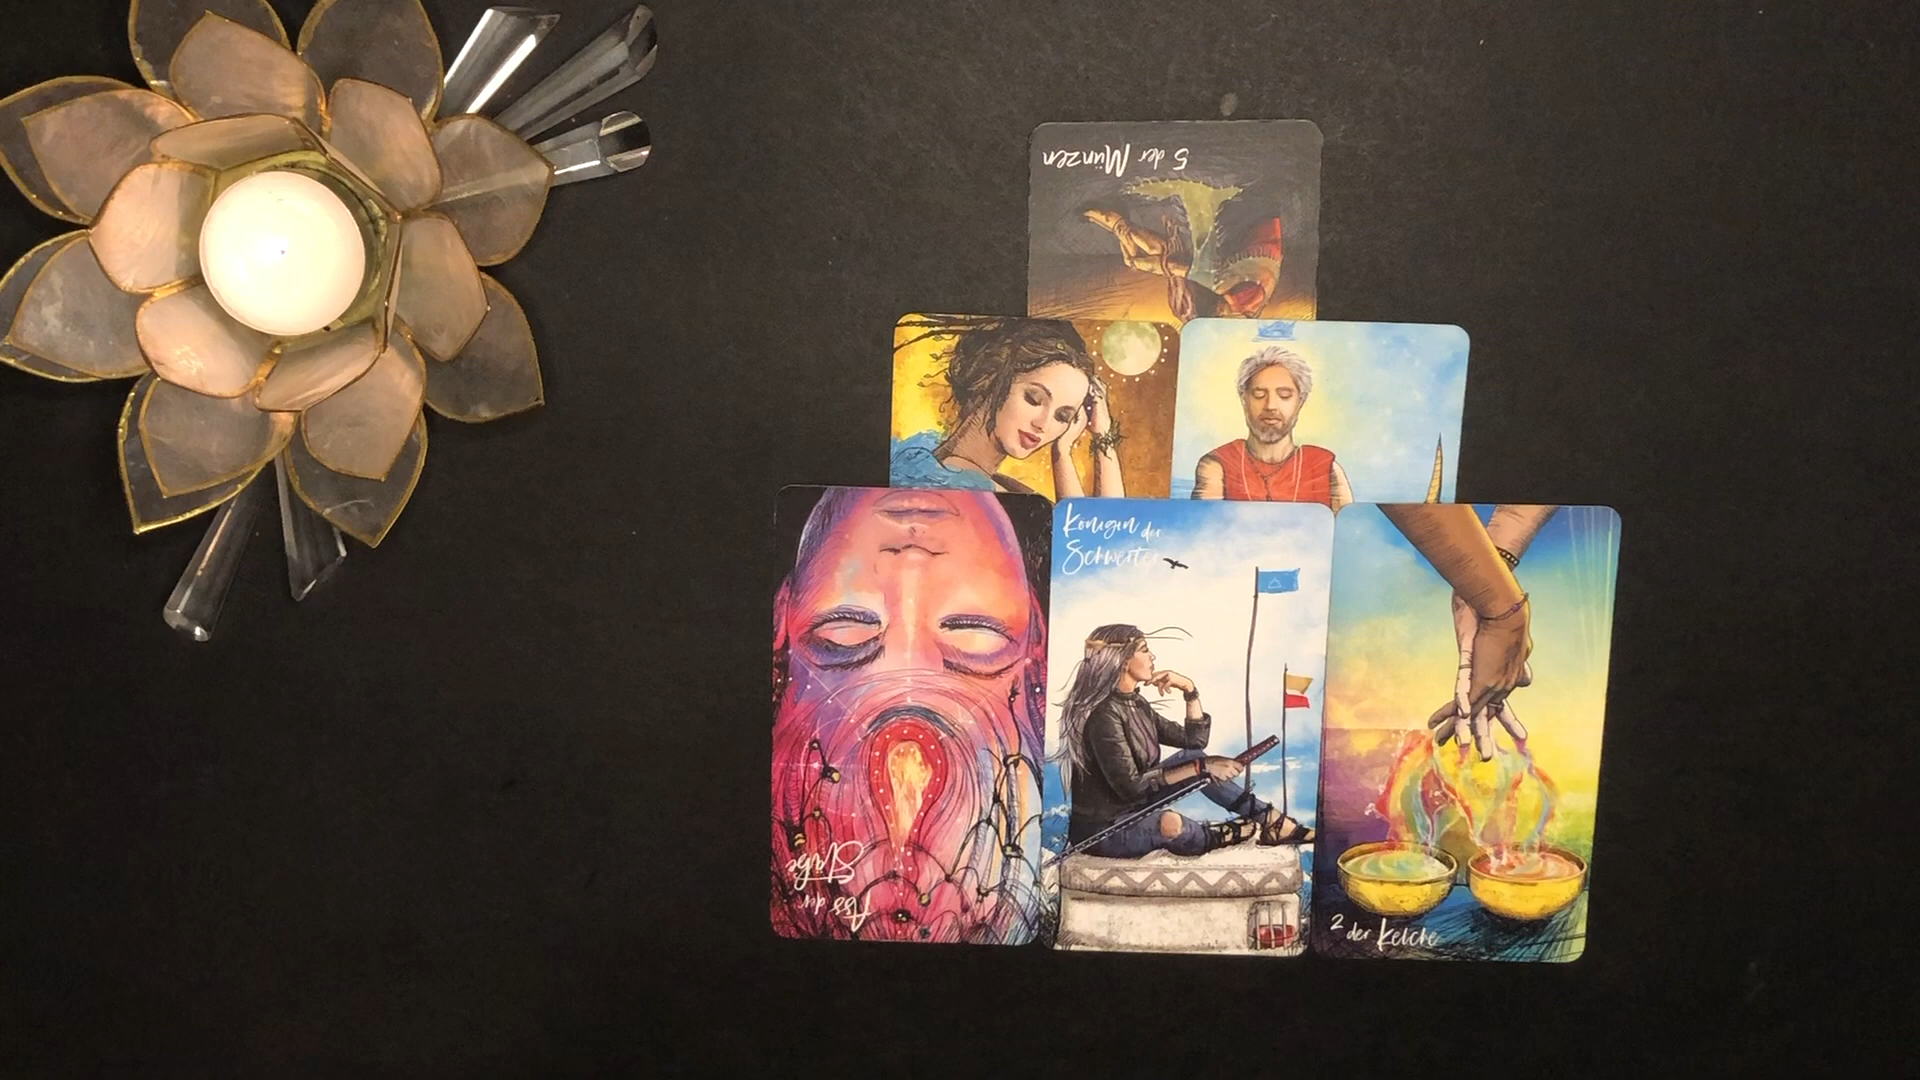 5 der Münzen
Königin der
Schwerter
Ass der
Stäbe
2 der Kelche